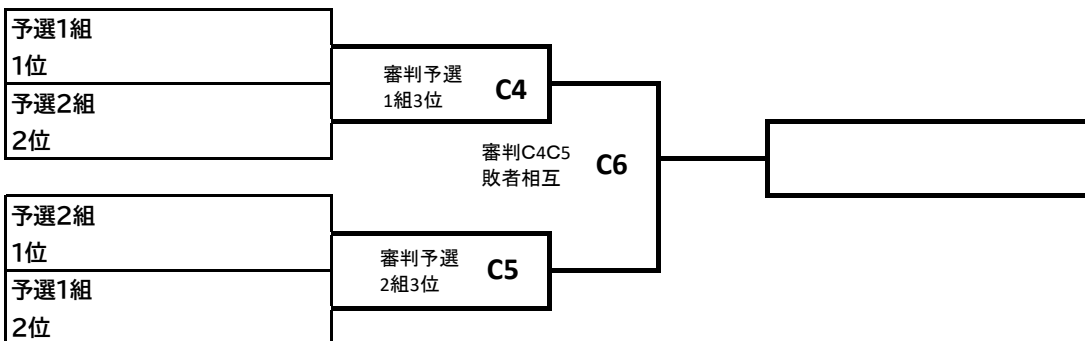 予選1組
1位
予選2組
2位
審判予選
1組3位
C4
審判C4C5
敗者相互
C6
予選2組
1位
予選1組
2位
審判予選
2組3位
C5